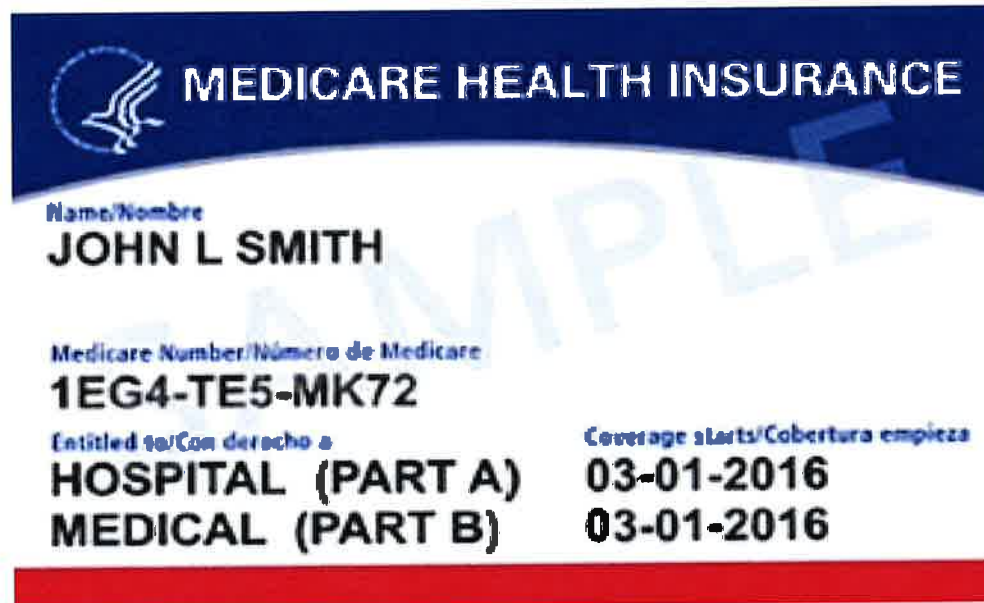 MEDICARE HEALTH INSURANCE
Name/Nombre
JOHN L SMITH
Medicare Number/Número de Medicare
1EG4-TE5-MK72
Entitled to/Con derecho a
HOSPITAL (PART A)
Coverage starts/Cobertura empieza
03-01-2016
MEDICAL (PART B)
03-01-2016
SAMPLE